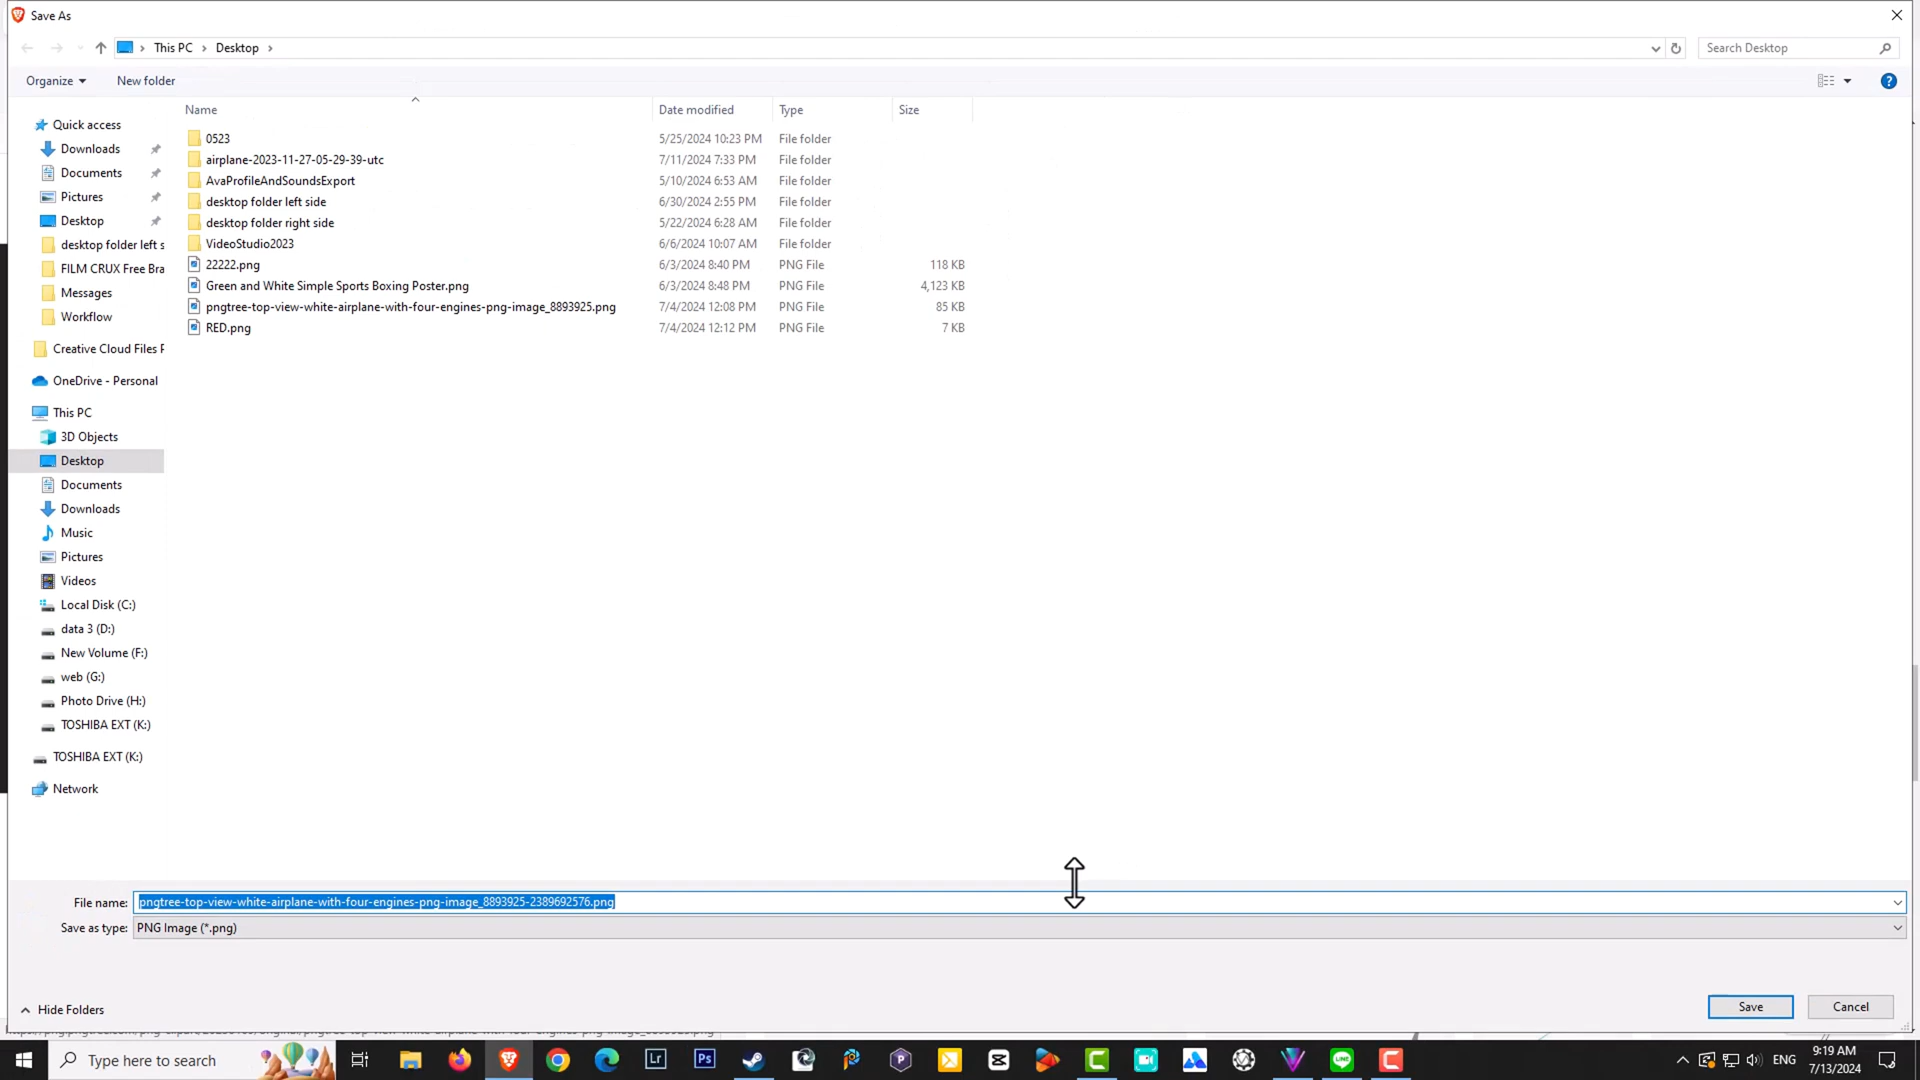 Save As
This PC
Desktop
Search Desktop
Organize
New folder
Name
Date modified
Type
Size
Quick access
Downloads
Documents
Pictures
Desktop
desktop folder left s
FILM CRUX Free Bra
Messages
Workflow
Creative Cloud Files P
OneDrive - Personal
This PC
3D Objects
Desktop
Documents
Downloads
Music
Pictures
Videos
Local Disk (C:)
data 3 (D:)
New Volume (F:)
web (G:)
Photo Drive (H:)
TOSHIBA EXT (K:)
TOSHIBA EXT (K:)
Network
0523 5/25/2024 10:23 PM File folder
airplane-2023-11-27-05-29-39-utc 7/11/2024 7:33 PM File folder
AvaProfileAndSoundsExport 5/10/2024 6:53 AM File folder
desktop folder left side 6/30/2024 2:55 PM File folder
desktop folder right side 5/22/2024 6:28 AM File folder
VideoStudio2023 6/6/2024 10:07 AM File folder
22222.png 6/3/2024 8:40 PM PNG File 118 KB
Green and White Simple Sports Boxing Poster.png 6/3/2024 8:48 PM PNG File 4,123 KB
pngtree-top-view-white-airplane-with-four-engines-png-image_8893925.png 7/4/2024 12:08 PM PNG File 85 KB
RED.png 7/4/2024 12:12 PM PNG File 7 KB
File name: pngtree-top-view-white-airplane-with-four-engines-png-image_8893925-2389692576.png
Save as type: PNG Image (*.png)
Hide Folders
Save
Cancel
Type here to search
Lr
Ps
P
LINE
ENG
9:19 AM
7/13/2024